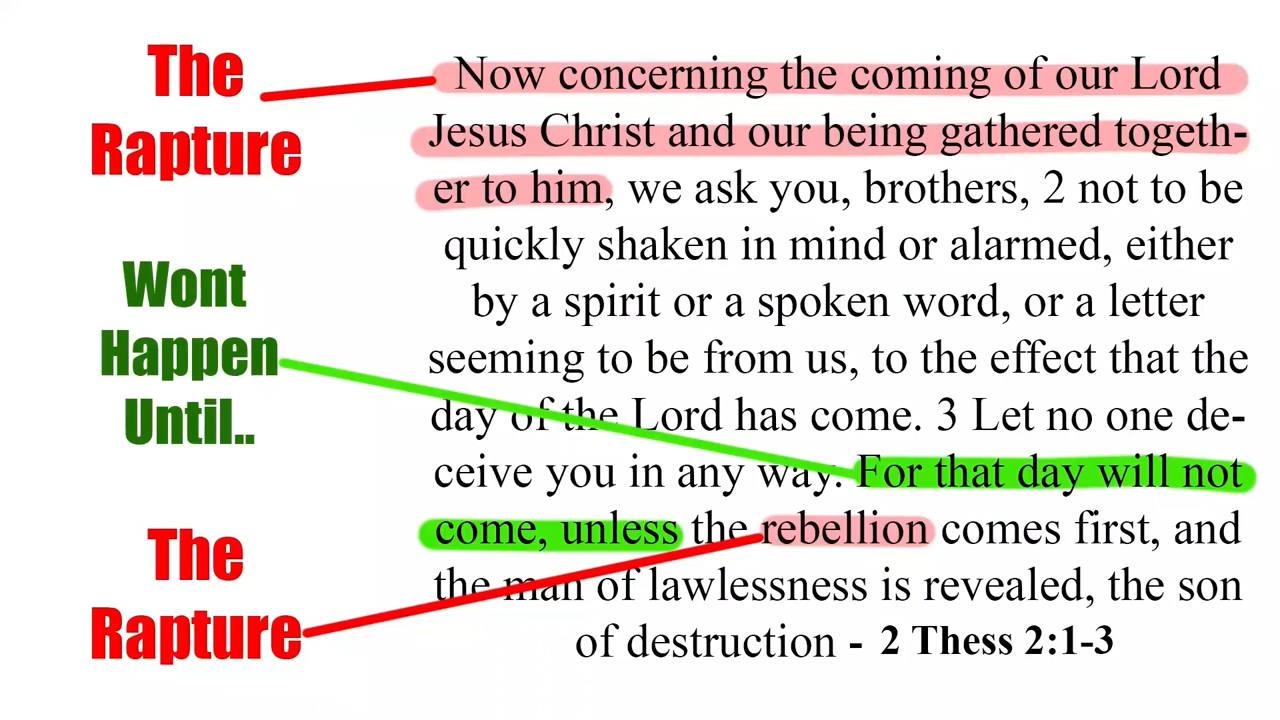 The
Rapture
Wont
Happen
Until..
The
Rapture
Now concerning the coming of our Lord
Jesus Christ and our being gathered togeth-
er to him, we ask you, brothers, 2 not to be
quickly shaken in mind or alarmed, either
by a spirit or a spoken word, or a letter
seeming to be from us, to the effect that the
day of the Lord has come. 3 Let no one de-
ceive you in any way. For that day will not
come, unless the rebellion comes first, and
the man of lawlessness is revealed, the son
of destruction - 2 Thess 2:1-3